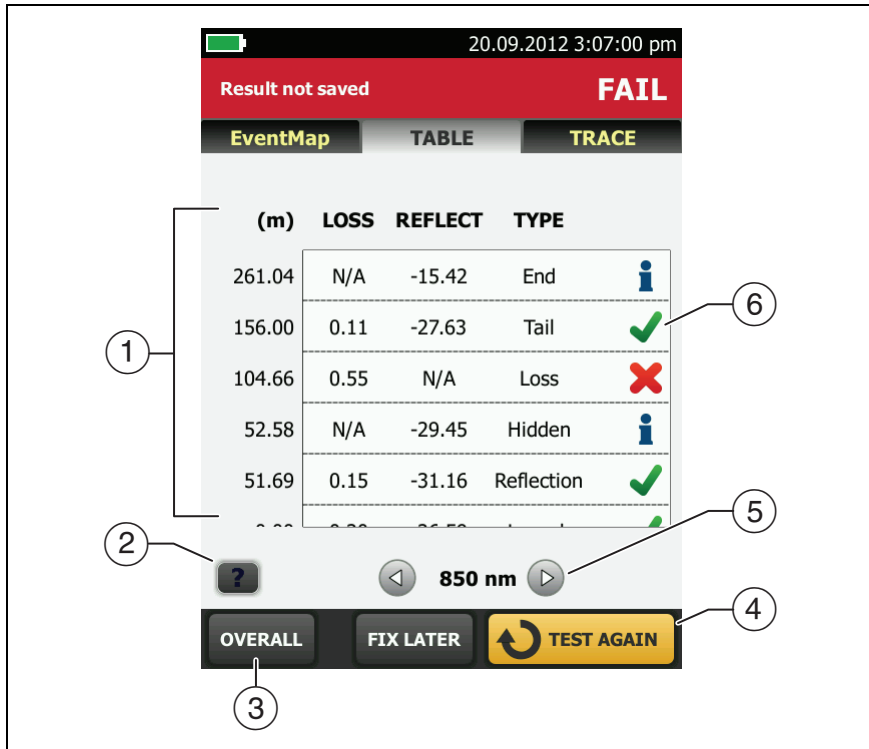 20.09.2012 3:07:00 pm
Result not saved FAIL
EventMap TABLE TRACE
(m) LOSS REFLECT TYPE
261.04 N/A -15.42 End
156.00 0.11 -27.63 Tail
104.66 0.55 N/A Loss
52.58 N/A -29.45 Hidden
51.69 0.15 -31.16 Reflection
? 850 nm
OVERALL FIX LATER TEST AGAIN
1
2
3
4
5
6